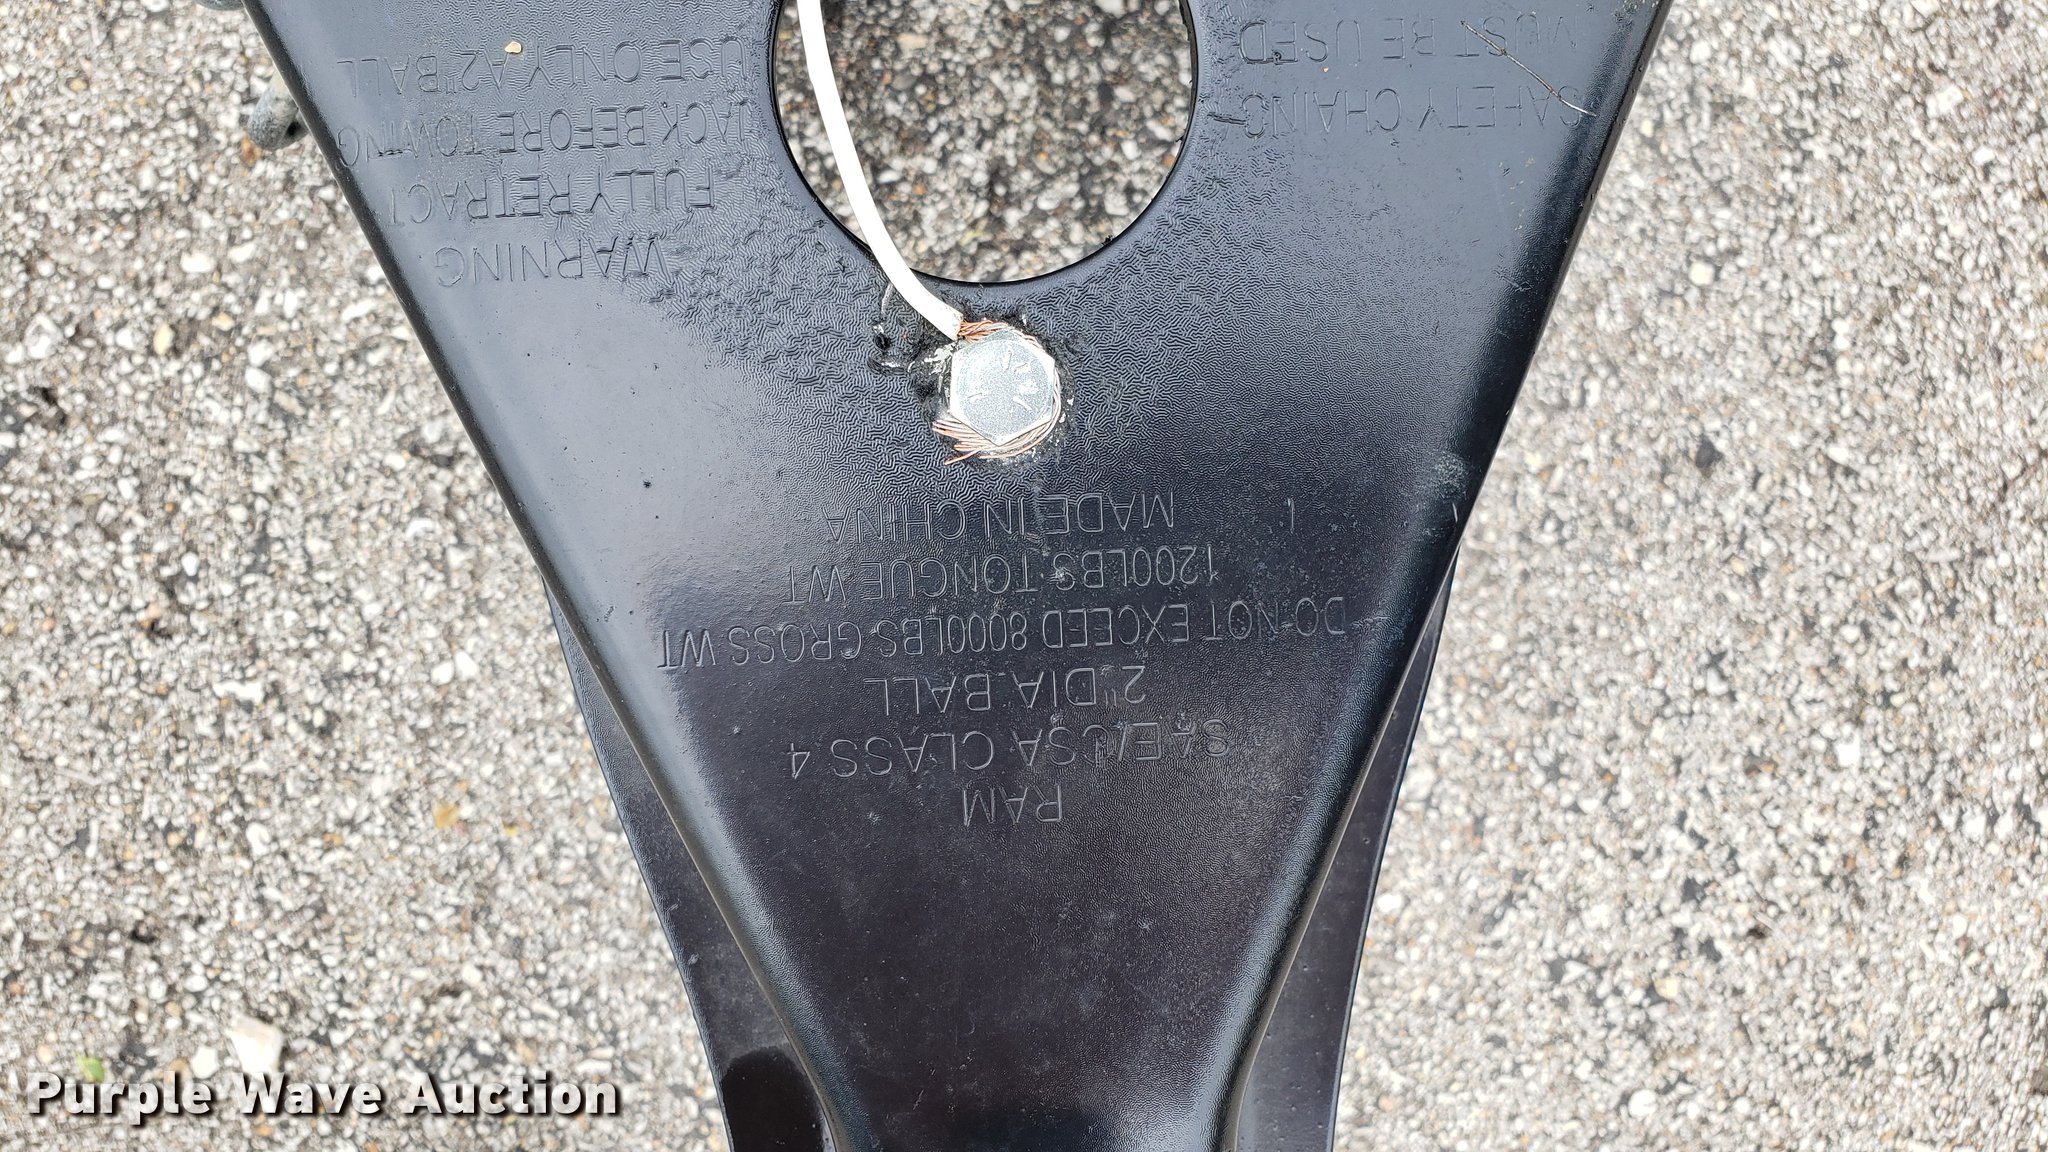 RAM
SAE/CSA CLASS 4
2" DIA. BALL
DO NOT EXCEED 8000LBS GROSS WT
1200LBS TONGUE WT
MADE IN CHINA
WARNING
FULLY RETRACT
JACK BEFORE TOWING
USE ONLY A 2" BALL
SAFETY CHAINS
MUST BE USED
Purple Wave Auction